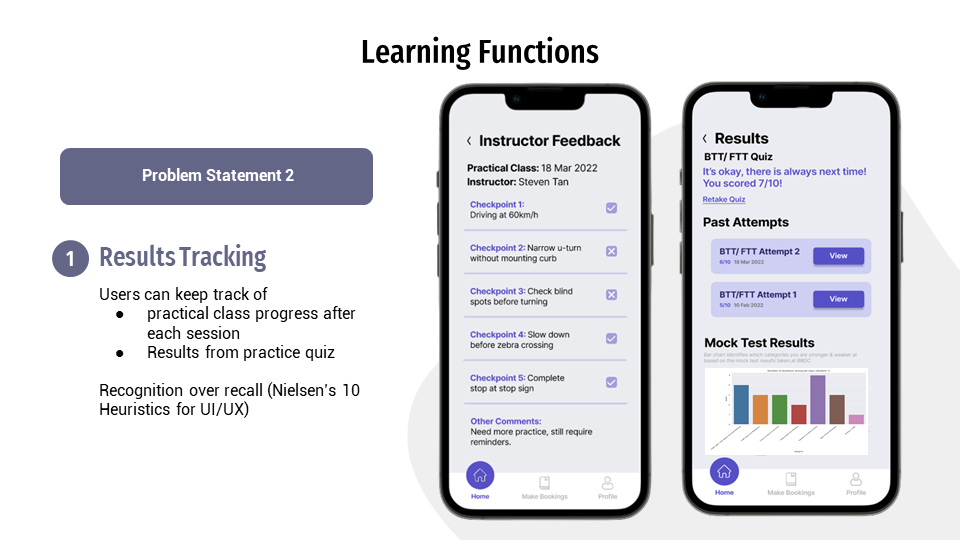 Learning Functions
Problem Statement 2
1
Results Tracking
Users can keep track of
● practical class progress after
each session
● Results from practice quiz
Recognition over recall (Nielsen's 10
Heuristics for UI/UX)
Instructor Feedback
Practical Class: 18 Mar 2022
Instructor: Steven Tan
Checkpoint 1:
Driving at 60km/h
Checkpoint 2: Narrow u-turn
without mounting curb
Checkpoint 3: Check blind
spots before turning
Checkpoint 4: Slow down
before zebra crossing
Checkpoint 5: Complete
stop at stop sign
Other Comments:
Need more practice, still require
reminders.
Home
Make Bookings
Profile
Results
BTT/ FTT Quiz
It's okay, there is always next time!
You scored 7/10!
Retake Quiz
Past Attempts
BTT/ FTT Attempt 2
6/10 18 Mar 2022
View
BTT/FTT Attempt 1
5/10 10 Feb 2022
View
Mock Test Results
Bar chart identifies which categories you are stronger & weaker at
based on the mock test results taken at BBDC
Home
Make Bookings
Profile